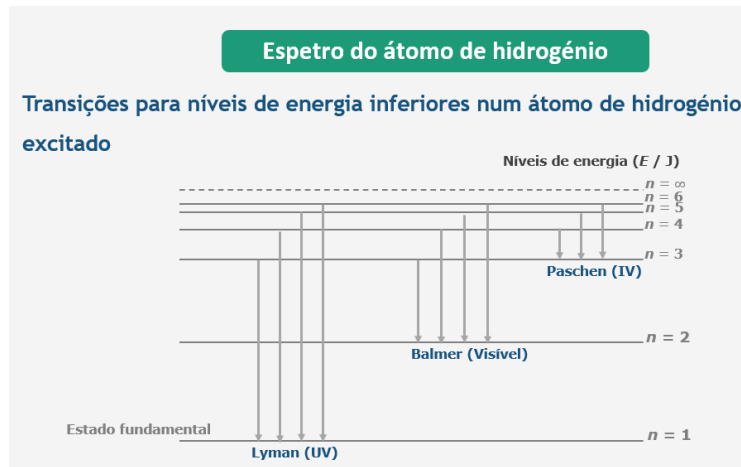 Espetro do átomo de hidrogénio
Transições para níveis de energia inferiores num átomo de hidrogénio
excitado
Níveis de energia (E / J)
n = ∞
n = 6
n = 5
n = 4
n = 3
Paschen (IV)
n = 2
Balmer (Visível)
Estado fundamental
n = 1
Lyman (UV)